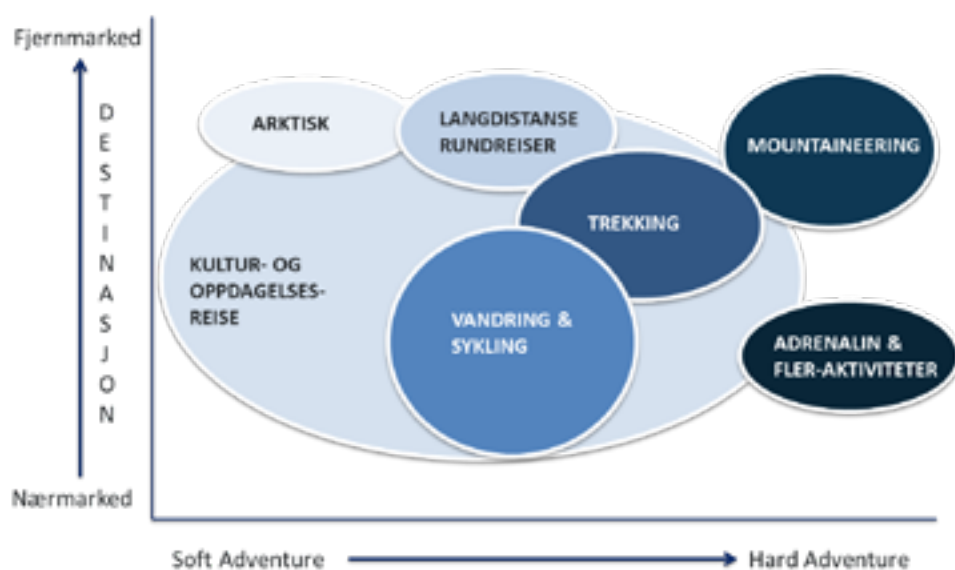 Fjernmarked
DESTINASJON
ARKTISK
LANGDISTANSE
RUNDREISER
MOUNTAINEERING
TREKKING
KULTUR- OG
OPPDAGELSES-
REISE
VANDRING &
SYKLING
ADRENALIN &
FLER-AKTIVITETER
Nærmarked
Soft Adventure
Hard Adventure